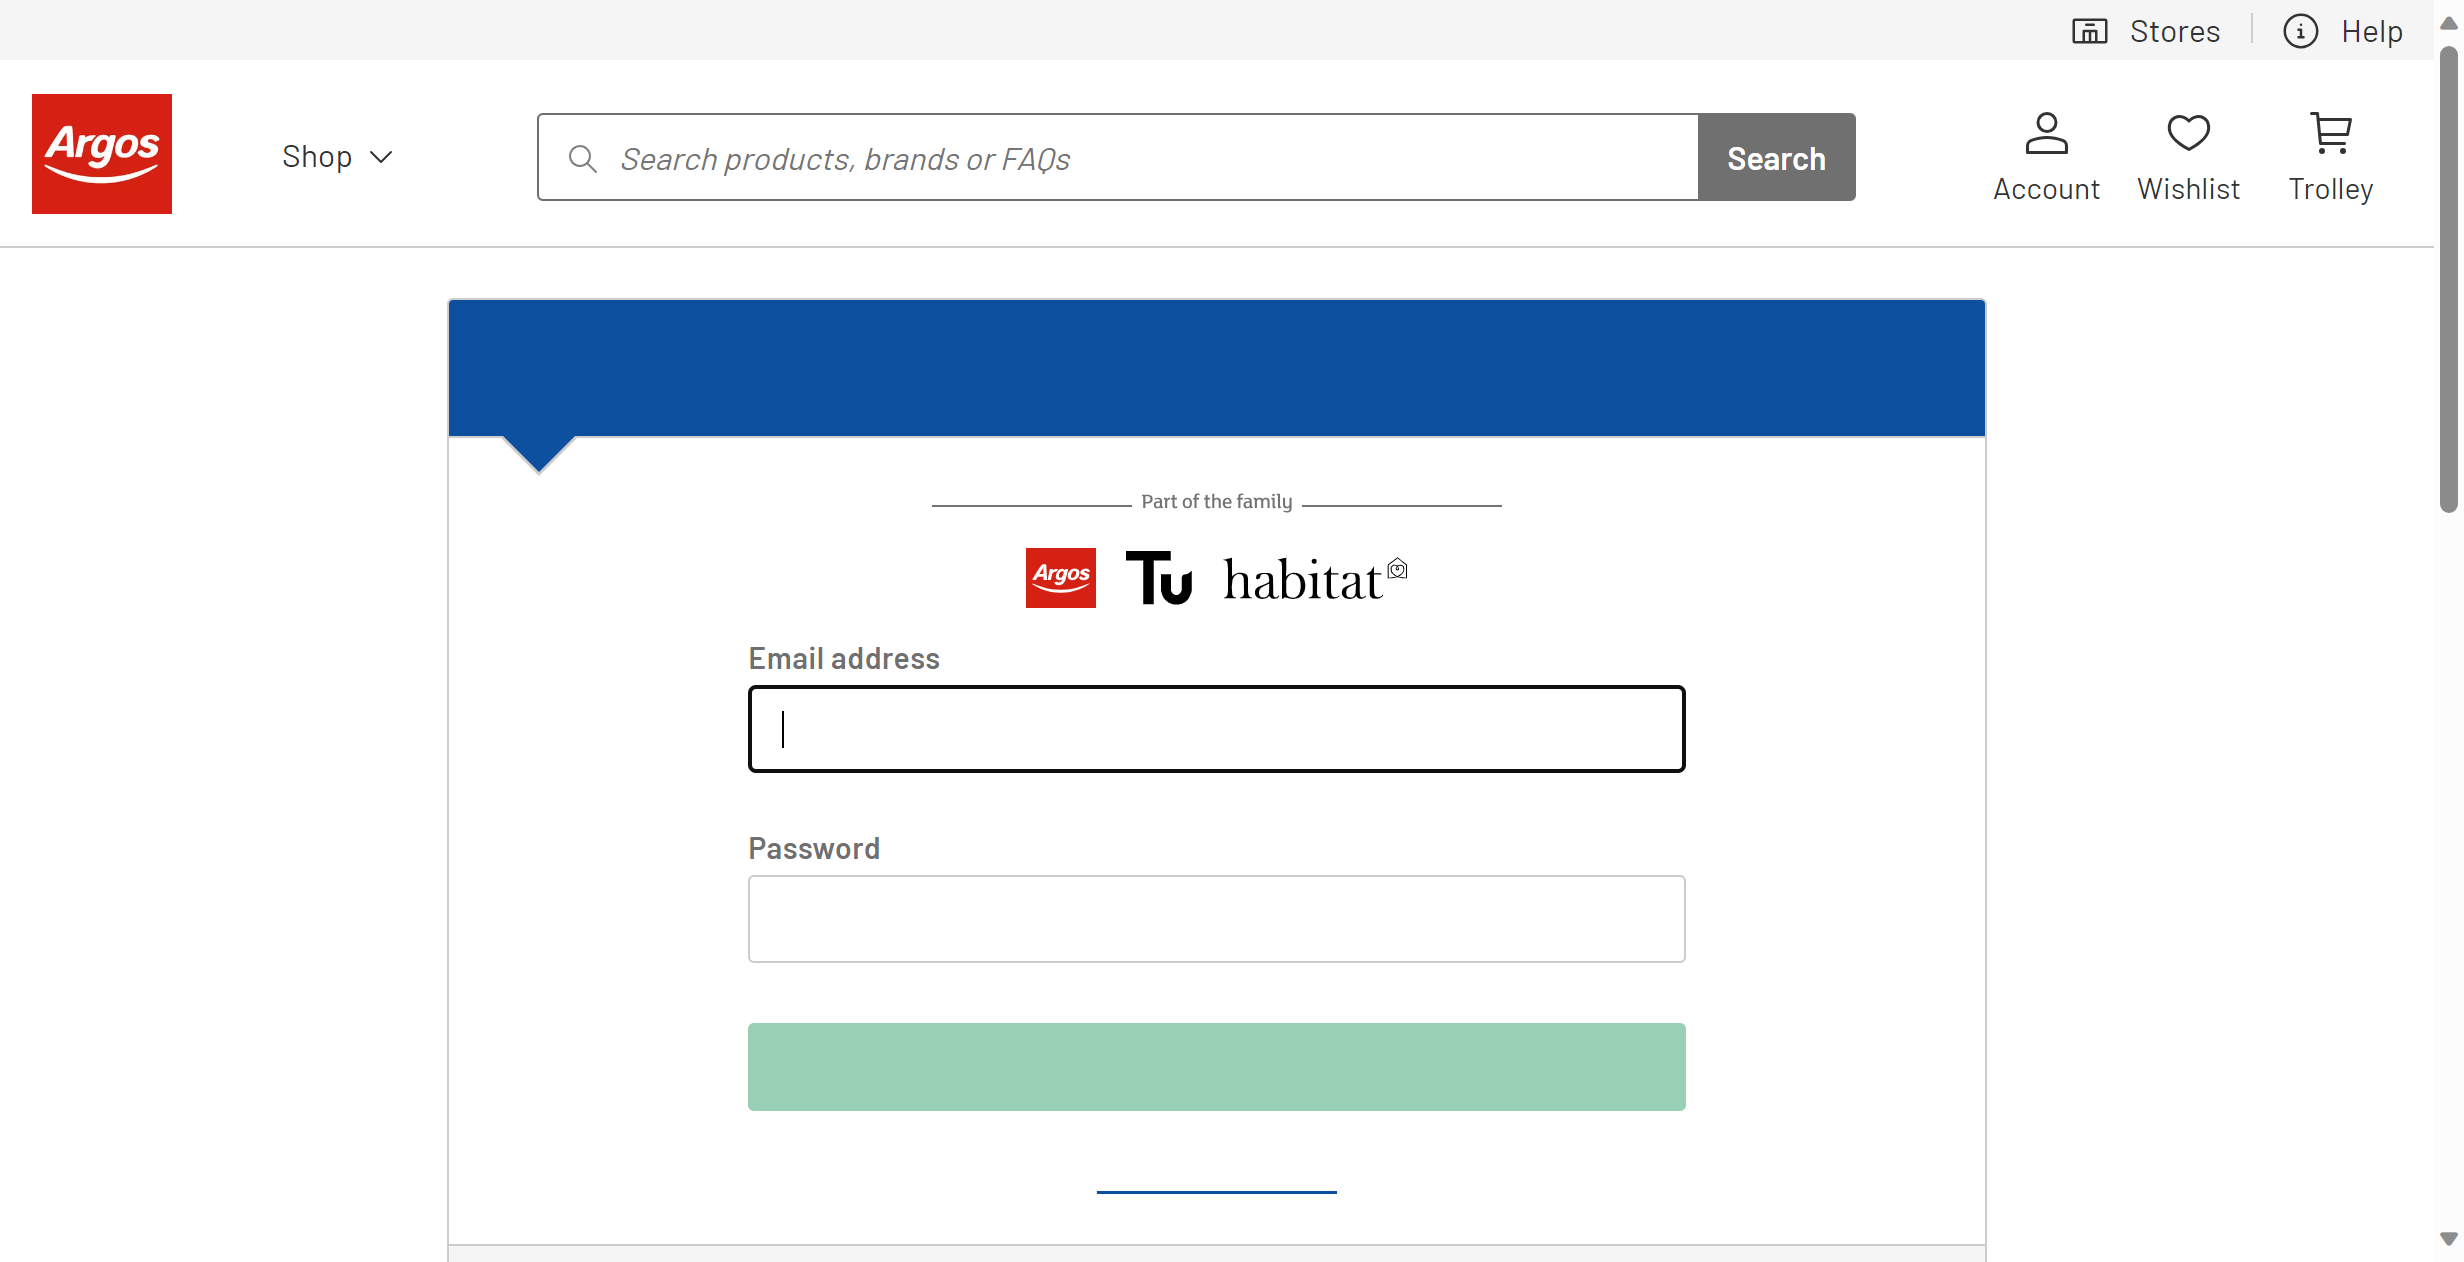 Stores
Help
Argos
Shop
Search products, brands or FAQs
Search
Account
Wishlist
Trolley
Part of the family
Argos
Tu
habitat
Email address
Password